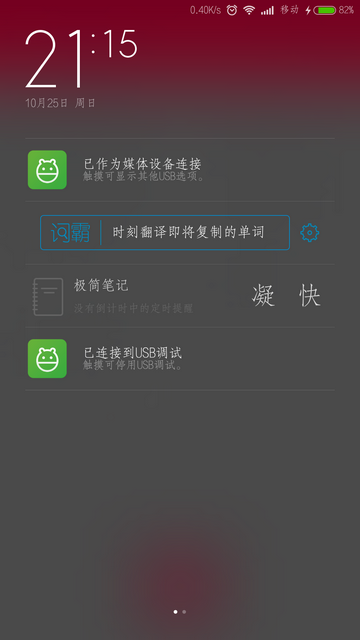 0.40K/s 移动 82%
21:15
10月25日 周日
已作为媒体设备连接
触摸可显示其他USB选项。
词霸 时刻翻译即将复制的单词
极简笔记
没有倒计时中的定时提醒
凝 快
已连接到USB调试
触摸可停用USB调试。